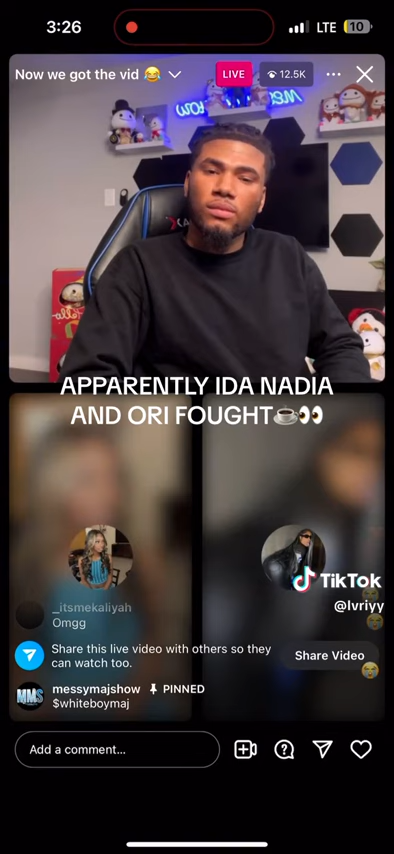 3:26
LTE
10
Now we got the vid 😂
LIVE
12.5K
APPARENTLY IDA NADIA
AND ORI FOUGHT☕👀
TikTok
@lvriyy
_itsmekaliyah
Omgg
Share this live video with others so they
can watch too.
Share Video
MMS
messymajshow
PINNED
$whiteboymaj
Add a comment...